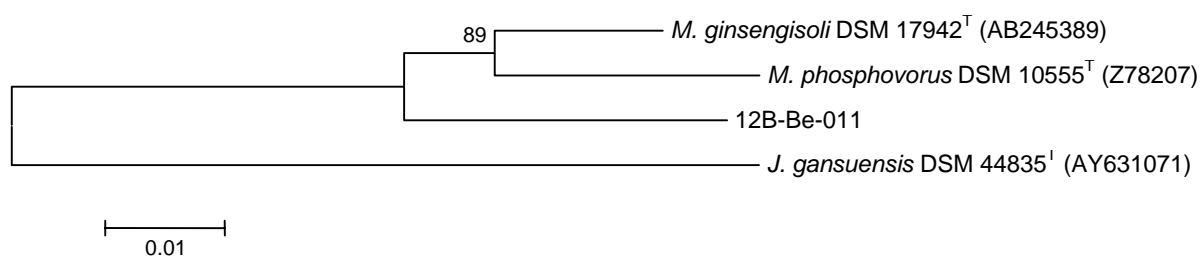 89
M. ginsengisoli DSM 17942ᵀ (AB245389)
M. phosphovorus DSM 10555ᵀ (Z78207)
12B-Be-011
J. gansuensis DSM 44835ᵀ (AY631071)
0.01